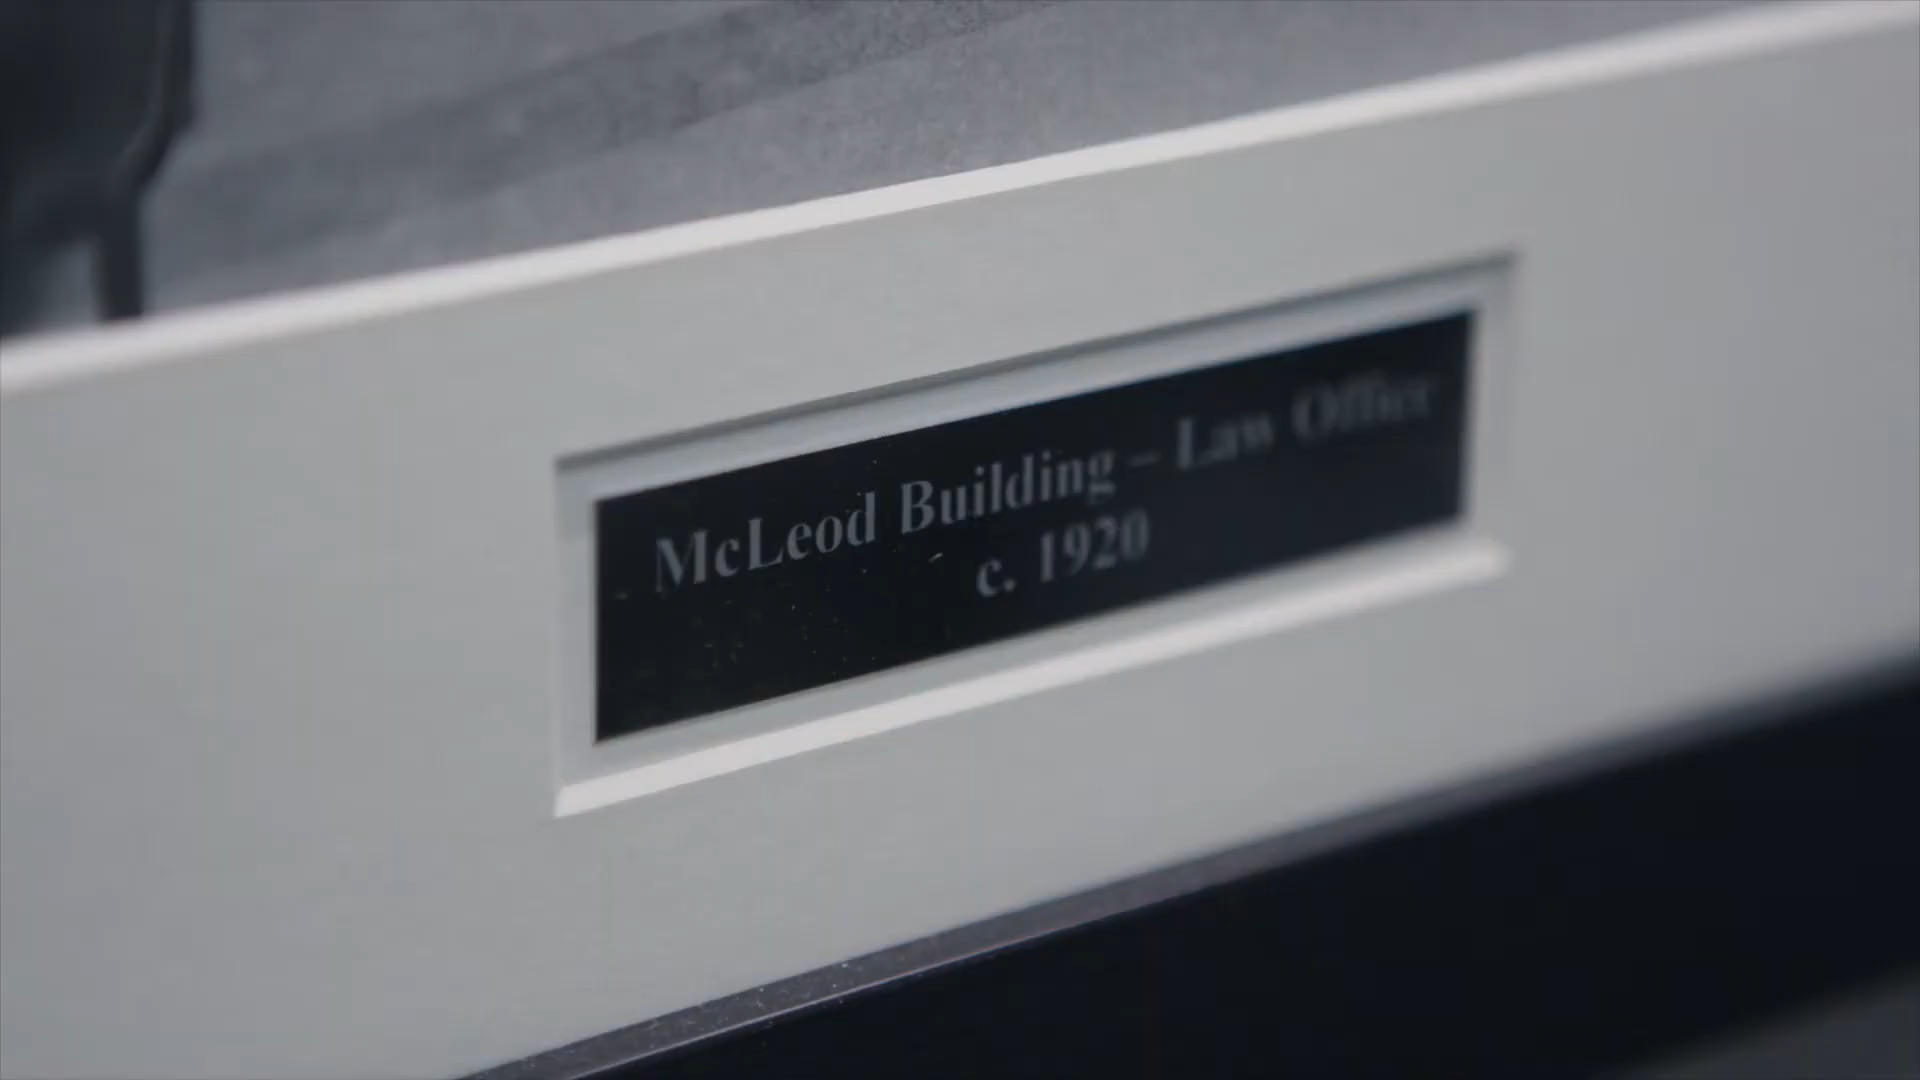 McLeod Building – Law Office
c. 1920